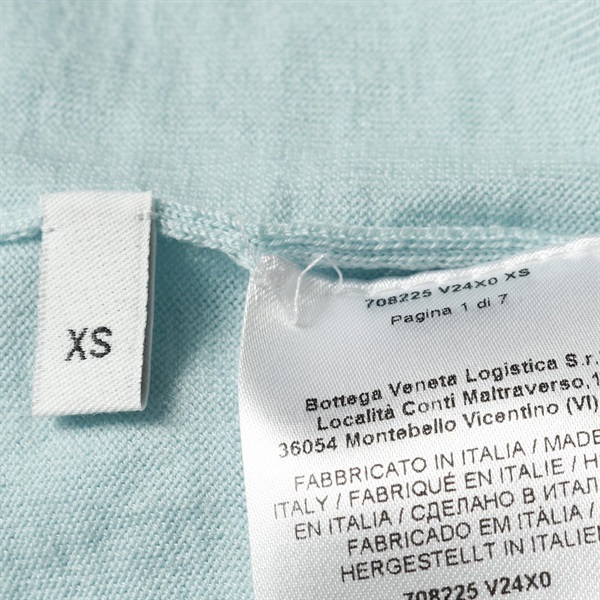 XS
708225 V24X0 XS
Pagina 1 di 7
Bottega Veneta Logistica S.r.
Località Conti Maltraverso,1
36054 Montebello Vicentino (VI)
FABBRICATO IN ITALIA / MADE
ITALY / FABRIQUÉ EN ITALIE / H
EN ITALIA / СДЕЛАНО В ИТАЛ
FABRICADO EM ITÁLIA /
HERGESTELLT IN ITALIEN
708225 V24X0